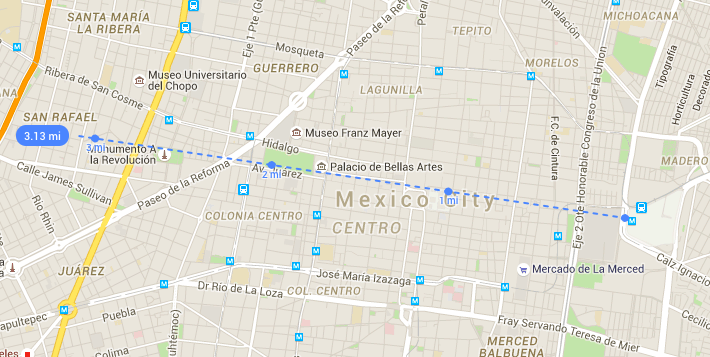 SANTA MARÍA
LA RIBERA
Eje 1 Pte (G
Mosqueta
Paseo de la Reforma
Peral
TEPITO
MICHOACANA
Ribera de San Cosme
Museo Universitario
del Chopo
GUERRERO
LAGUNILLA
MORELOS
Eje 2 Ote Honorable Congreso de la Unión
Tipografía
Horticultura
Decorado
ANA
SAN RAFAEL
3.13 mi
Museo Franz Mayer
Hidalgo
F.C. de Cintura
MADERO
la Revolución
Calle James Sullivan
Palacio de Bellas Artes
2 mi
Paseo de la Reforma
1 mi
Mexico City
COLONIA CENTRO
CENTRO
Río Rhin
JUÁREZ
José María Izazaga
Mercado de La Merced
Calz Ignacio
Dr Río de La Loza
COL. CENTRO
Puebla
Fray Servando Teresa de Mier
Colima
MERCED
BALBUENA
Cecilio